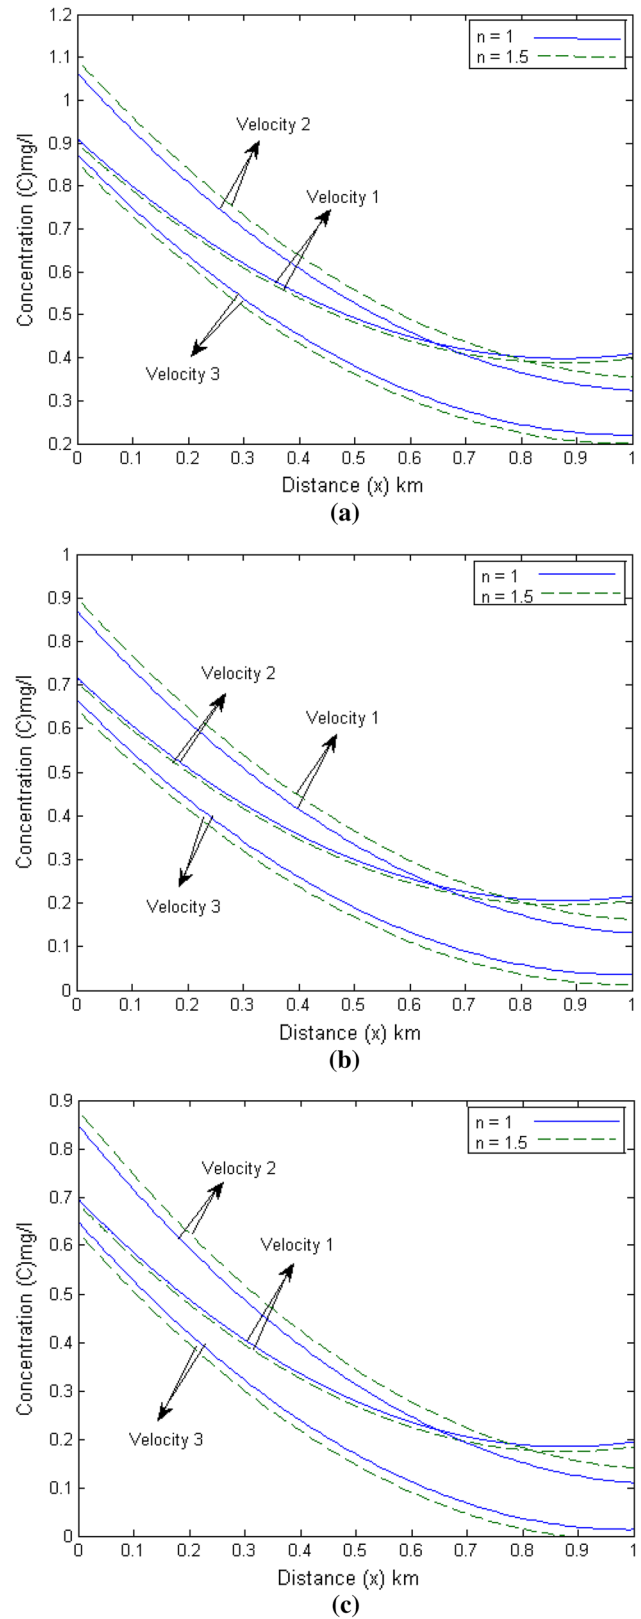 1.2
n = 1
n = 1.5
1.1
1
Velocity 2
0.9
0.8
Velocity 1
0.7
0.6
0.5
Velocity 3
0.4
0.3
0.2
Concentration (C)mg/l
0 0.1 0.2 0.3 0.4 0.5 0.6 0.7 0.8 0.9 1
Distance (x) km
(a)
1
n = 1
n = 1.5
0.9
0.8
Velocity 2
0.7
Velocity 1
0.6
0.5
0.4
0.3
Velocity 3
0.2
0.1
0
Concentration (C)mg/l
0 0.1 0.2 0.3 0.4 0.5 0.6 0.7 0.8 0.9 1
Distance (x) km
(b)
0.9
n = 1
n = 1.5
0.8
Velocity 2
0.7
0.6
Velocity 1
0.5
0.4
0.3
0.2
Velocity 3
0.1
0
Concentration (C)mg/l
0 0.1 0.2 0.3 0.4 0.5 0.6 0.7 0.8 0.9 1
Distance (x) km
(c)